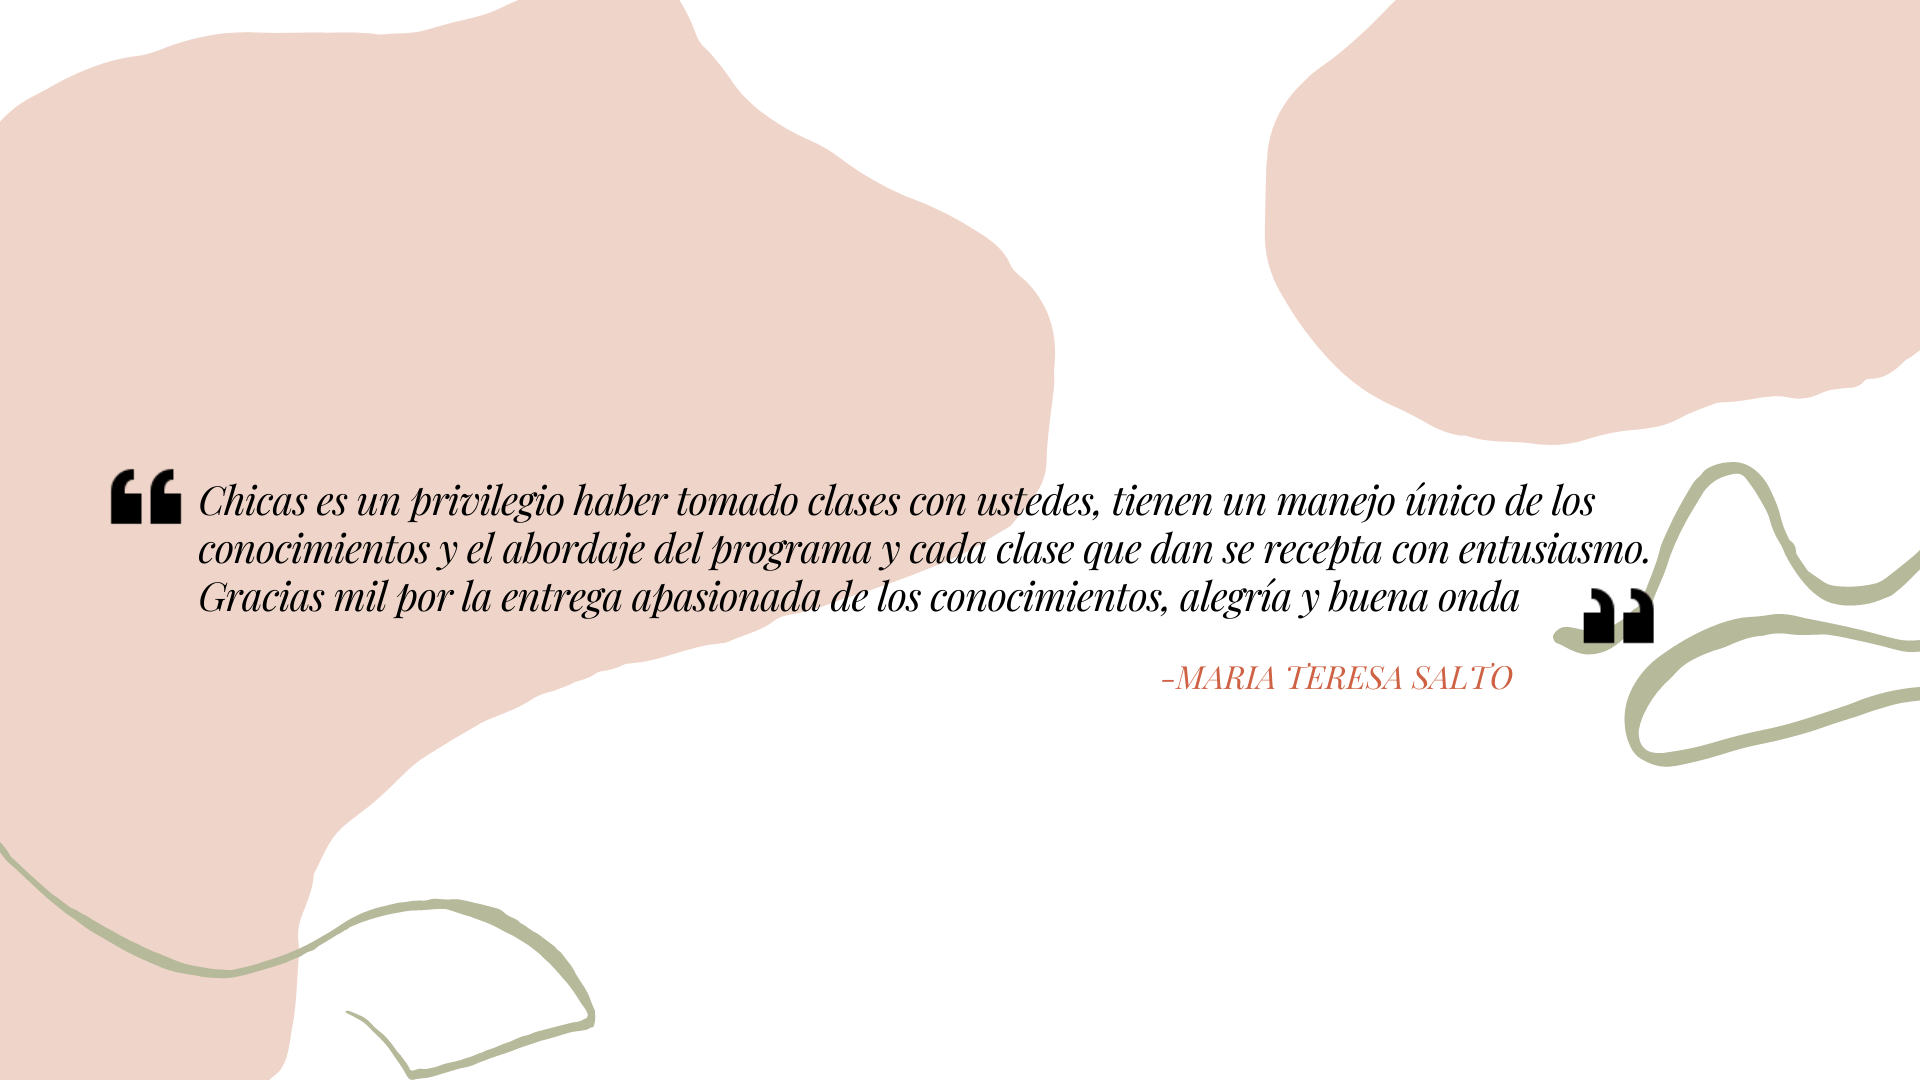 “Chicas es un privilegio haber tomado clases con ustedes, tienen un manejo único de los
conocimientos y el abordaje del programa y cada clase que dan se recepta con entusiasmo.
Gracias mil por la entrega apasionada de los conocimientos, alegría y buena onda”
-MARIA TERESA SALTO